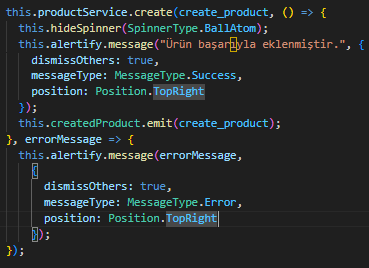 this.productService.create(create_product, () => {
  this.hideSpinner(SpinnerType.BallAtom);
  this.alertify.message("Ürün başarıyla eklenmiştir.", {
    dismissOthers: true,
    messageType: MessageType.Success,
    position: Position.TopRight
  });
  this.createdProduct.emit(create_product);
}, errorMessage => {
  this.alertify.message(errorMessage,
    {
      dismissOthers: true,
      messageType: MessageType.Error,
      position: Position.TopRight
    });
});